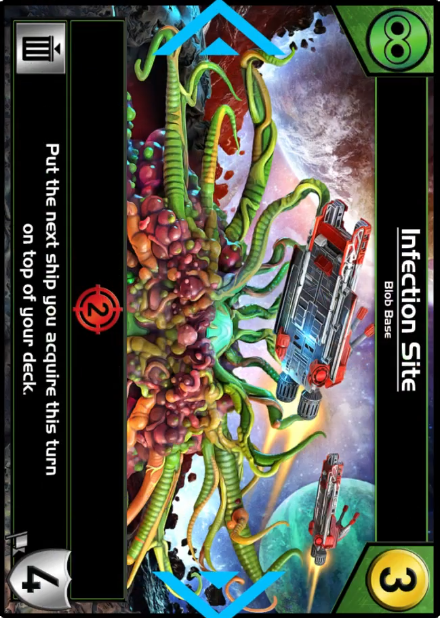 Infection Site
Blob Base
3
2
Put the next ship you acquire this turn
on top of your deck.
4